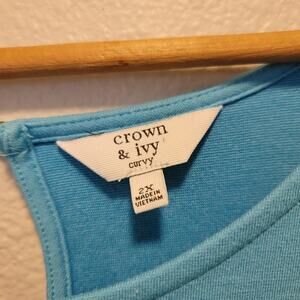 crown
& ivy
curvy
2X
MADE IN
VIETNAM